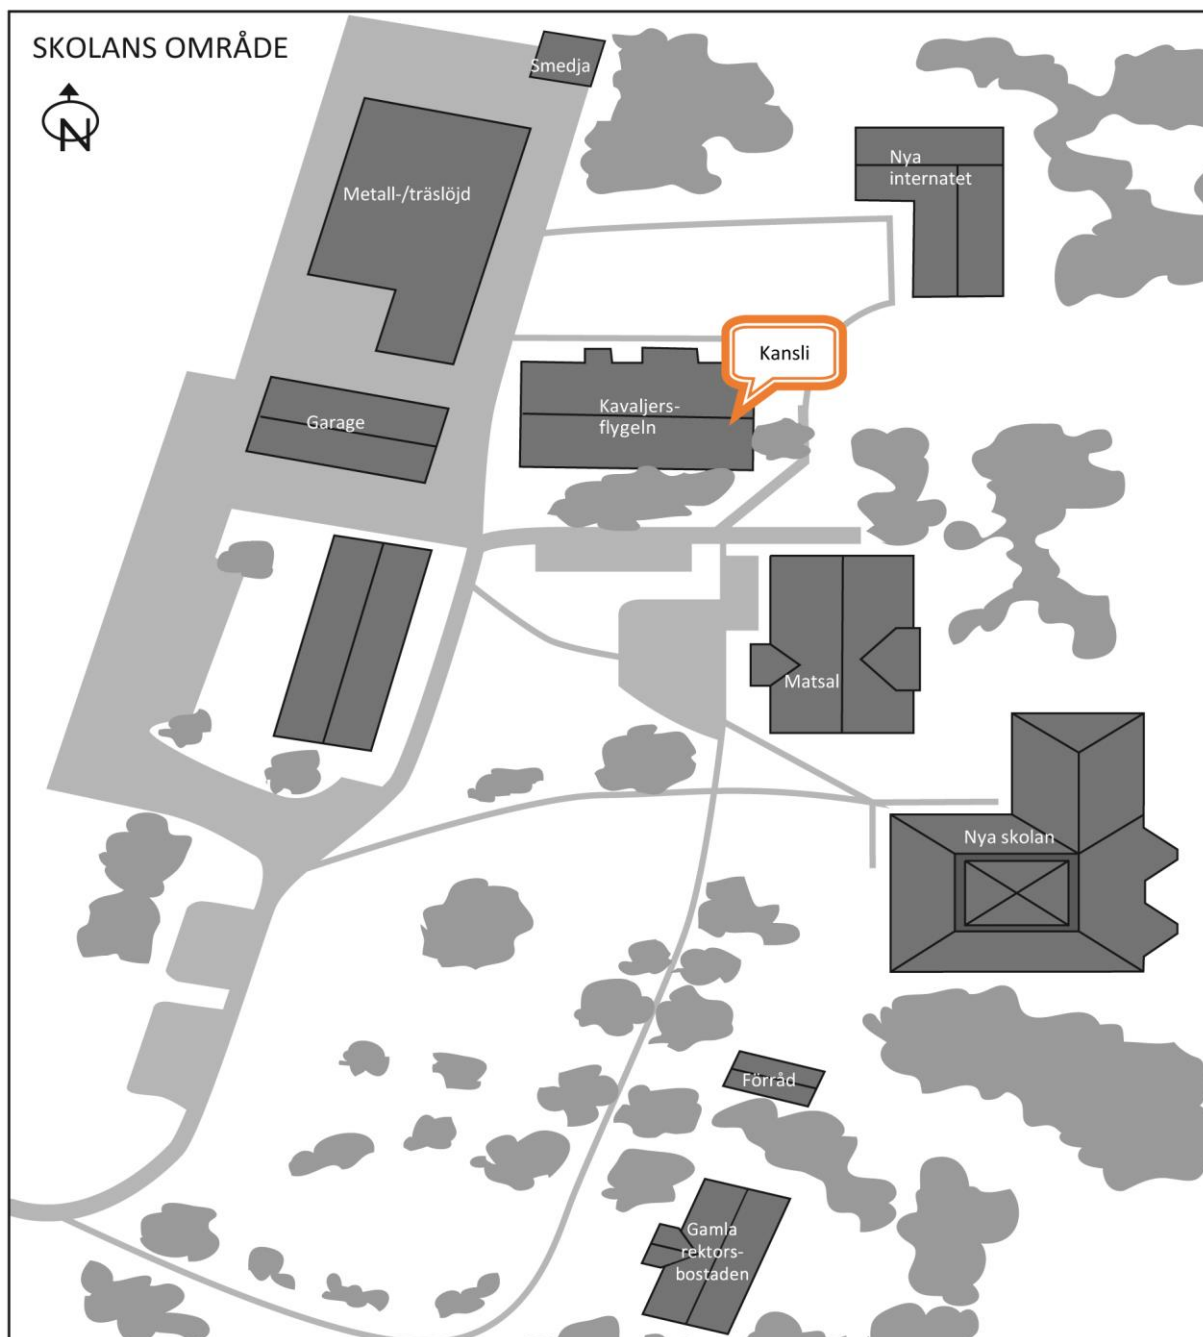 SKOLANS OMRÅDE
N
Smedja
Metall-/träslöjd
Nya
internatet
Kansli
Kavaljers-
flygeln
Garage
Matsal
Nya skolan
Förråd
Gamla
rektors-
bostaden